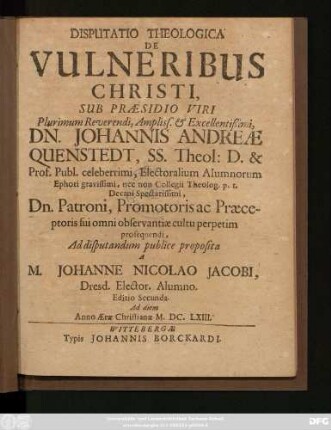 DISPUTATIO THEOLOGICA
DE
VULNERIBUS
CHRISTI,
SUB PRÆSIDIO VIRI
Plurimum Reverendi, Ampliss. & Excellentissimi,
DN. JOHANNIS ANDREÆ
QUENSTEDT, SS. Theol: D. &
Prof. Publ. celeberrimi, Electoralium Alumnorum
Ephori gravissimi, nec non Collegii Theolog. p. t.
Decani Spectatissimi,
Dn. Patroni, Promotoris ac Præce-
ptoris sui omni observantiæ cultu perpetim
prosequendi,
Ad disputandum publice proposita
A
M. JOHANNE NICOLAO JACOBI,
Dresd. Elector. Alumno.
Editio Secunda.
Ad diem
Anno Æræ Christianæ M. DC. LXIII.
WITTEBERGÆ
Typis JOHANNIS BORCKARDI.
DFG